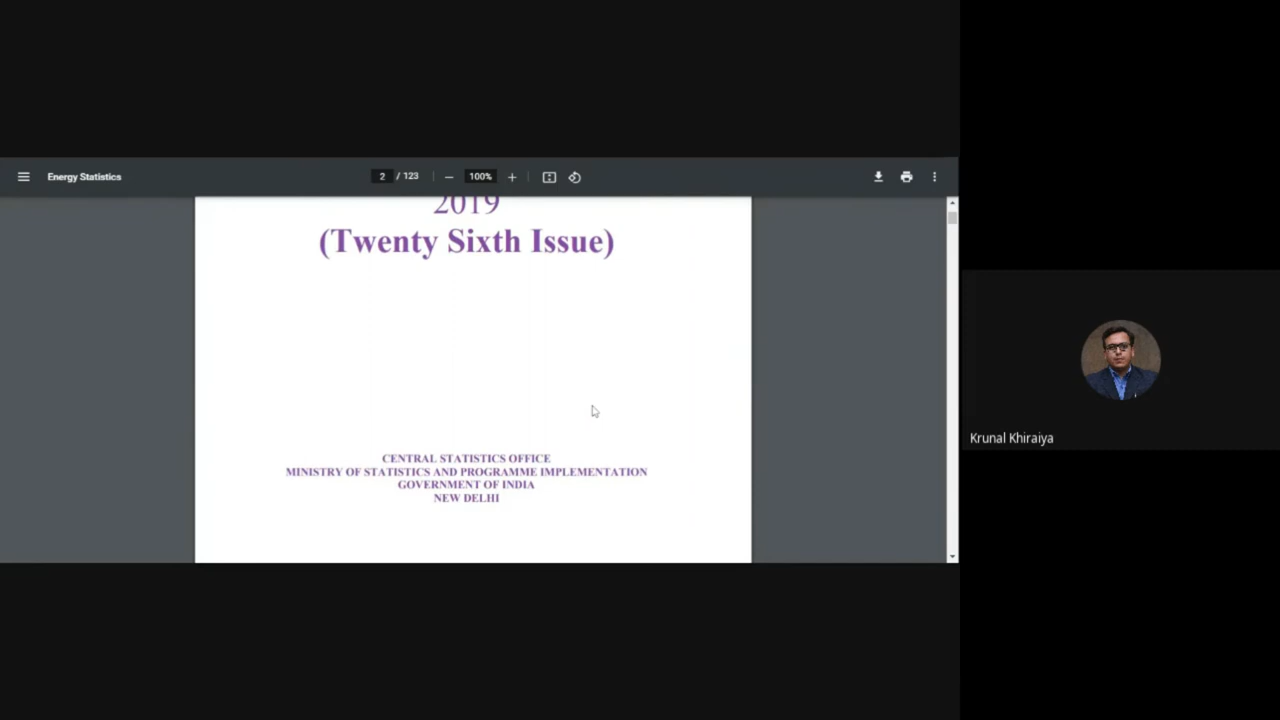 Energy Statistics
2 / 123
100%
2019
(Twenty Sixth Issue)
CENTRAL STATISTICS OFFICE
MINISTRY OF STATISTICS AND PROGRAMME IMPLEMENTATION
GOVERNMENT OF INDIA
NEW DELHI
Krunal Khiraiya